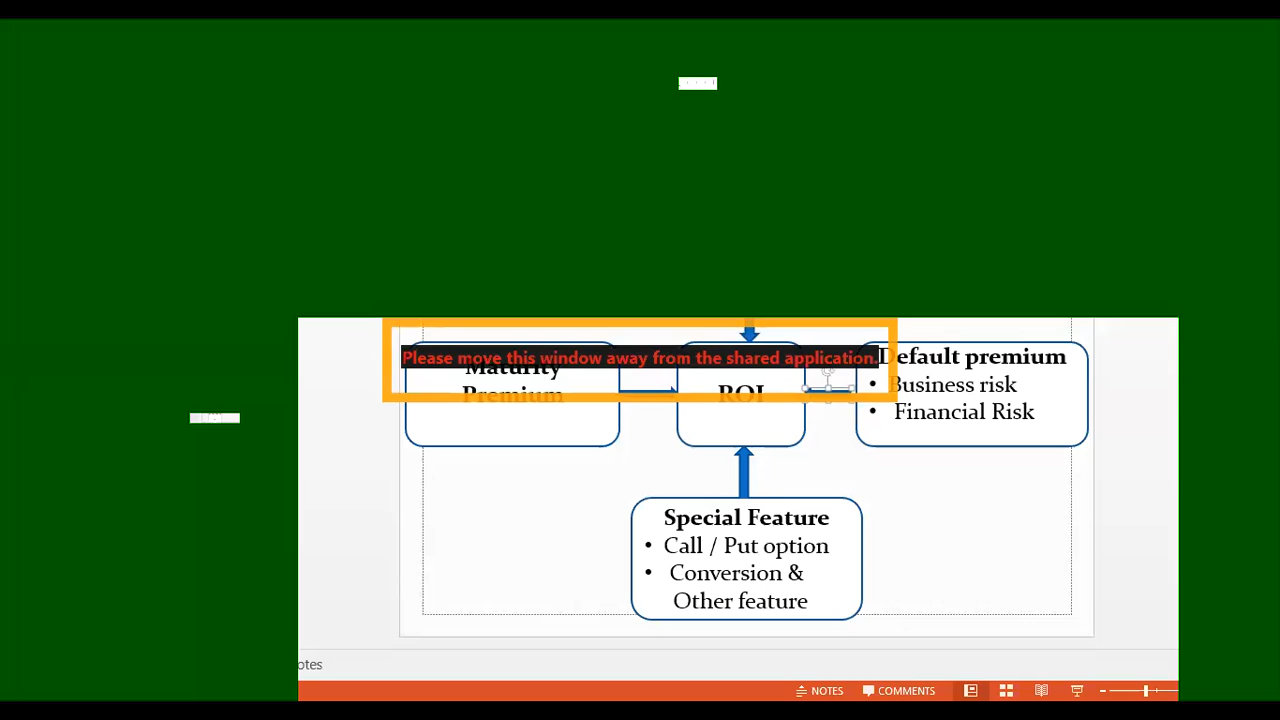 Please move this window away from the shared application.
Maturity
Premium
ROI
Default premium
• Business risk
• Financial Risk
Special Feature
• Call / Put option
• Conversion &
Other feature
otes
NOTES
COMMENTS